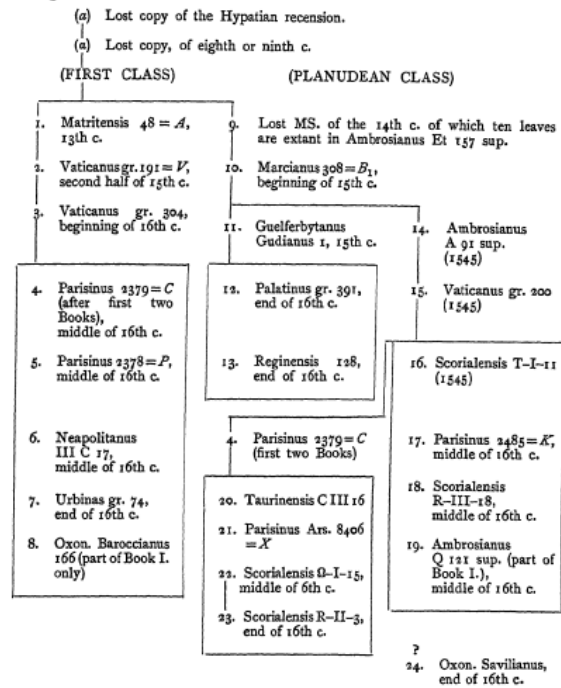 (a) Lost copy of the Hypatian recension.
(a) Lost copy, of eighth or ninth c.
(FIRST CLASS)
(PLANUDEAN CLASS)
1. Matritensis 48 = A,
13th c.
2. Vaticanus gr. 191 = V,
second half of 15th c.
3. Vaticanus gr. 304,
beginning of 16th c.
4. Parisinus 2379 = C
(after first two
Books),
middle of 16th c.
5. Parisinus 2378 = P,
middle of 16th c.
6. Neapolitanus
III C 17,
middle of 16th c.
7. Urbinas gr. 74,
end of 16th c.
8. Oxon. Baroccianus
166 (part of Book I.
only)
9. Lost MS. of the 14th c. of which ten leaves
are extant in Ambrosianus Et 157 sup.
10. Marcianus 308 = B1,
beginning of 15th c.
11. Guelferbytanus
Gudianus 1, 15th c.
12. Palatinus gr. 391,
end of 16th c.
13. Reginensis 128,
end of 16th c.
14. Ambrosianus
A 91 sup.
(1545)
15. Vaticanus gr. 200
(1545)
16. Scorialensis T–I–11
(1545)
17. Parisinus 2485 = K,
middle of 16th c.
18. Scorialensis
R–III–18,
middle of 16th c.
19. Ambrosianus
Q 121 sup. (part of
Book I.),
middle of 16th c.
4. Parisinus 2379 = C
(first two Books)
20. Taurinensis C III 16
21. Parisinus Ars. 8406
= X
22. Scorialensis Ω–I–15,
middle of 6th c.
23. Scorialensis R–II–3,
end of 16th c.
?
24. Oxon. Savilianus,
end of 16th c.